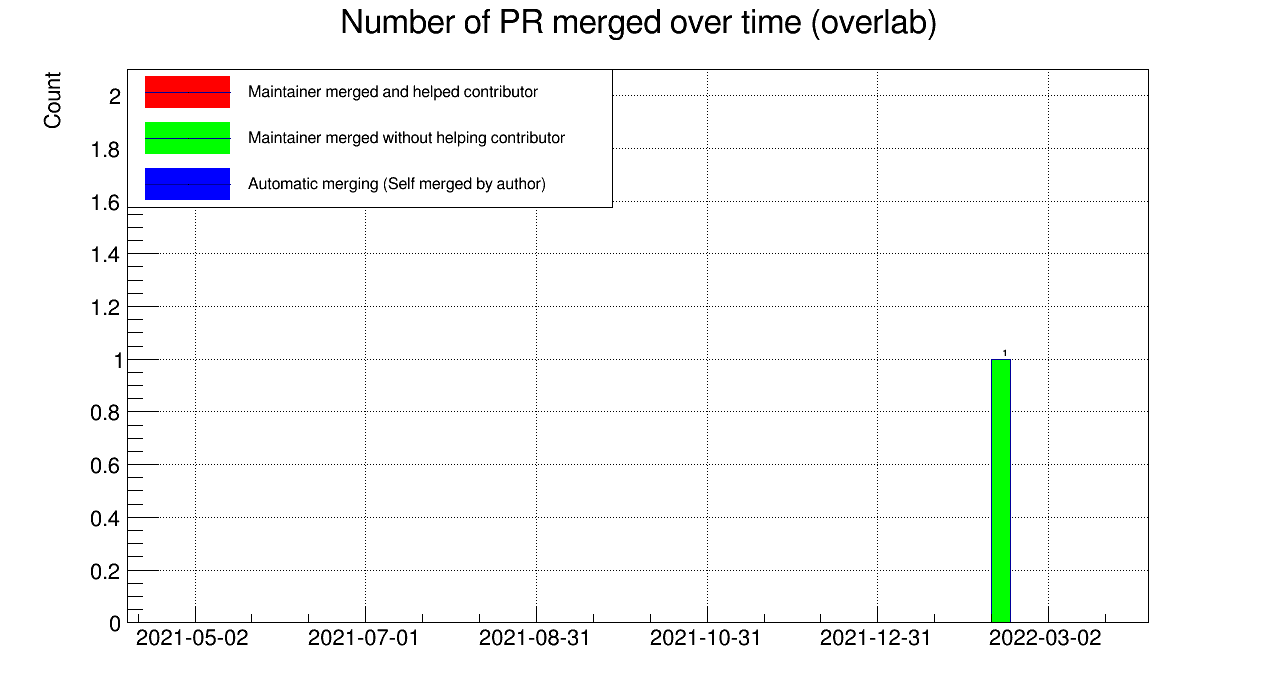 Number of PR merged over time (overlab)
Count
Maintainer merged and helped contributor
Maintainer merged without helping contributor
Automatic merging (Self merged by author)
2
1.8
1.6
1.4
1.2
1
0.8
0.6
0.4
0.2
0
1
2021-05-02 2021-07-01 2021-08-31 2021-10-31 2021-12-31 2022-03-02